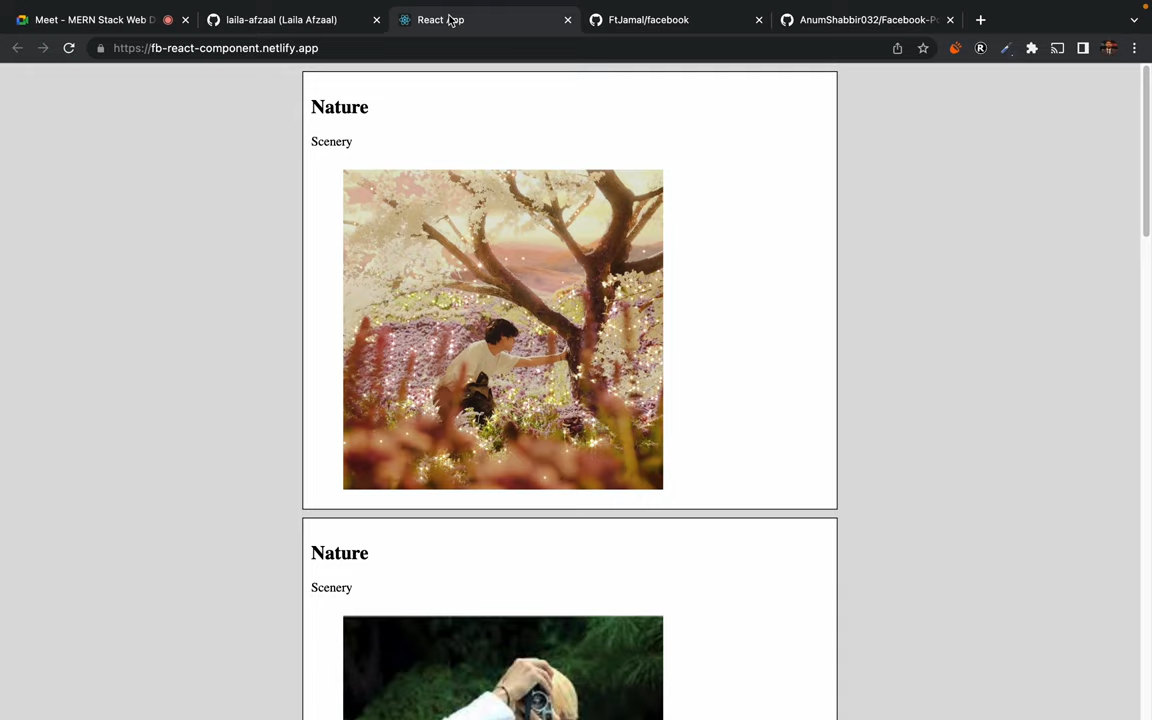 Meet - MERN Stack Web D
laila-afzaal (Laila Afzaal)
React App
FtJamal/facebook
AnumShabbir032/Facebook-P
https://fb-react-component.netlify.app
Nature
Scenery
Nature
Scenery